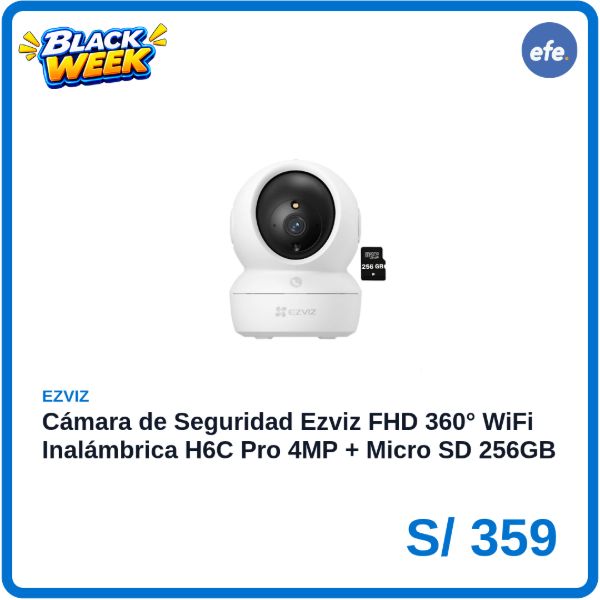 BLACK
WEEK
efe.
micro
256 GB
EZVIZ
EZVIZ
Cámara de Seguridad Ezviz FHD 360° WiFi
Inalámbrica H6C Pro 4MP + Micro SD 256GB
S/ 359